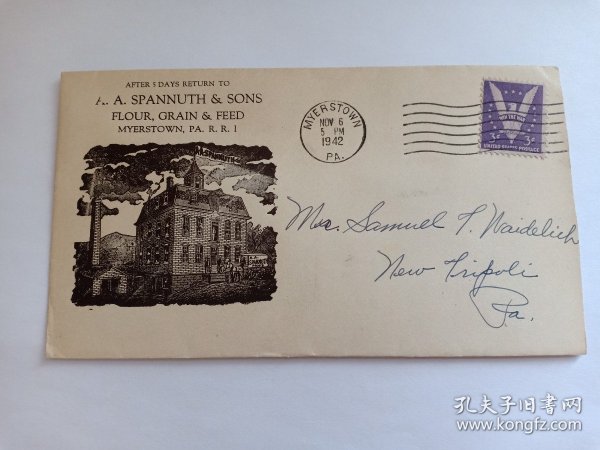 AFTER 5 DAYS RETURN TO
A. A. SPANNUTH & SONS
FLOUR, GRAIN & FEED
MYERSTOWN, PA. R. R. 1
MYERSTOWN
NOV 6
5 PM
1942
PA.
WIN THE WAR
3¢ 3¢
UNITED STATES POSTAGE
Samuel T. Waidelich
New Tripoli
Pa.
孔夫子旧书网
www.kongfz.com